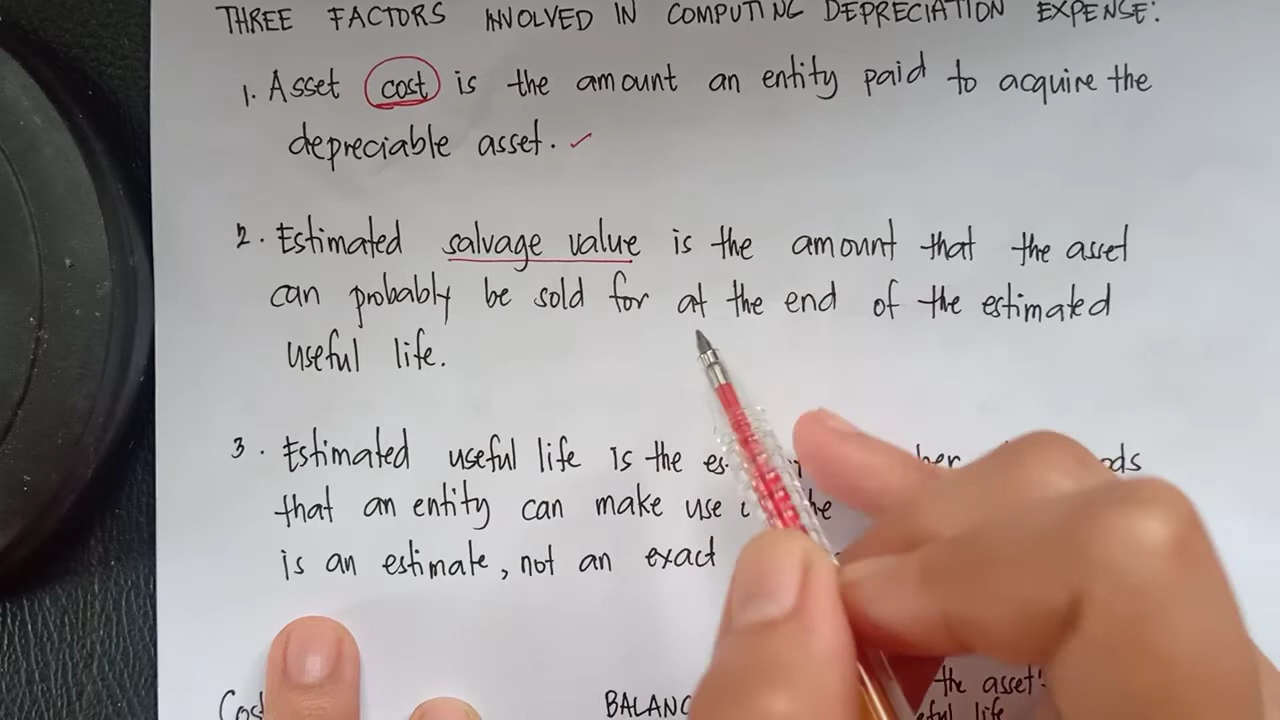 THREE FACTORS INVOLVED IN COMPUTING DEPRECIATION EXPENSE:
1. Asset cost is the amount an entity paid to acquire the
depreciable asset.
2. Estimated salvage value is the amount that the asset
can probably be sold for at the end of the estimated
useful life.
3. Estimated useful life is the
that an entity can make use
is an estimate, not an exact
the asset's
life